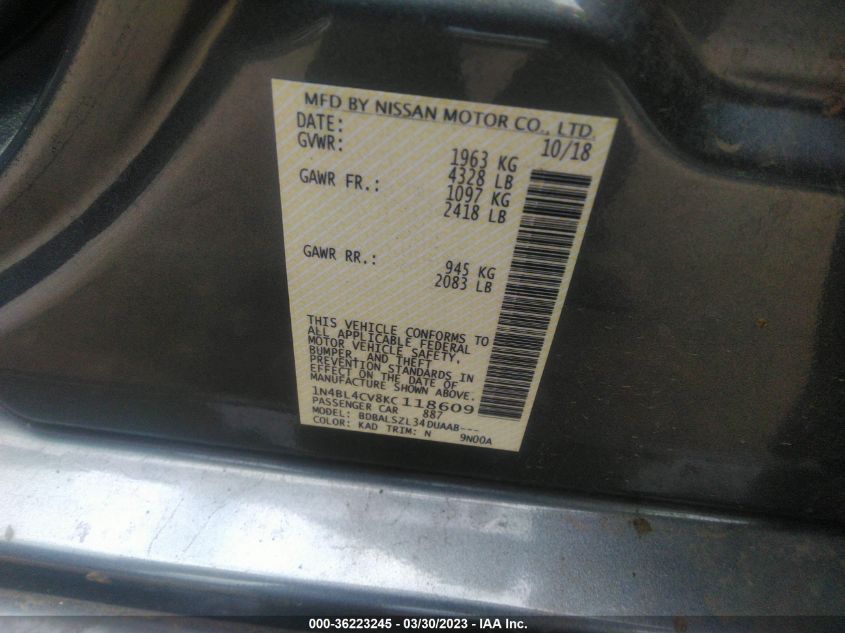 MFD BY NISSAN MOTOR CO., LTD.
DATE: 10/18
GVWR: 1963 KG
4328 LB
GAWR FR.: 1097 KG
2418 LB
GAWR RR.: 945 KG
2083 LB
THIS VEHICLE CONFORMS TO
ALL APPLICABLE FEDERAL
MOTOR VEHICLE SAFETY,
BUMPER, AND THEFT
PREVENTION STANDARDS IN
EFFECT ON THE DATE OF
MANUFACTURE SHOWN ABOVE.
1N4BL4CV8KC118609
PASSENGER CAR 887
MODEL: BDBALSZL34DUAAB---
COLOR: KAD TRIM: N 9N00A
000-36223245 - 03/30/2023 - IAA Inc.